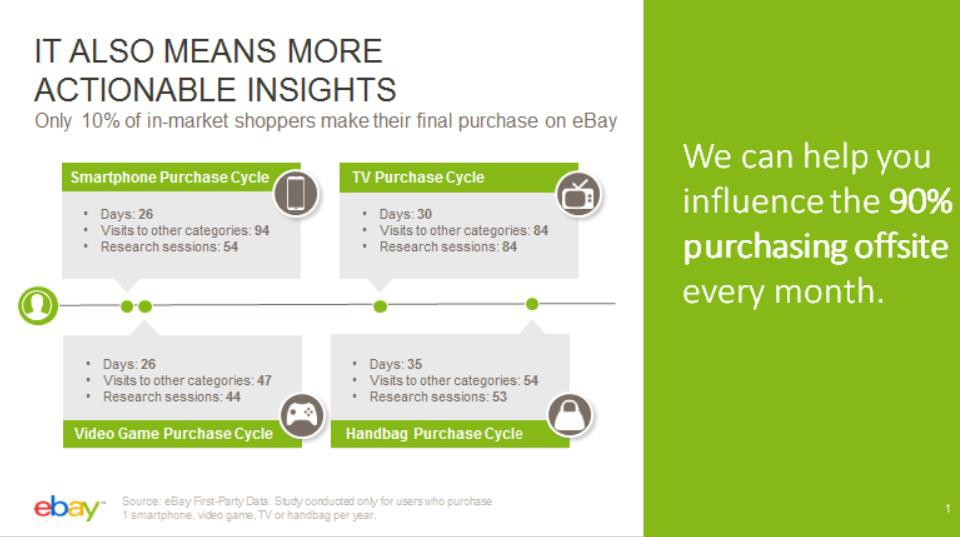 IT ALSO MEANS MORE
ACTIONABLE INSIGHTS
Only 10% of in-market shoppers make their final purchase on eBay
Smartphone Purchase Cycle
• Days: 26
• Visits to other categories: 94
• Research sessions: 54
TV Purchase Cycle
• Days: 30
• Visits to other categories: 84
• Research sessions: 84
• Days: 26
• Visits to other categories: 47
• Research sessions: 44
Video Game Purchase Cycle
• Days: 35
• Visits to other categories: 54
• Research sessions: 53
Handbag Purchase Cycle
ebay™
Source: eBay First-Party Data. Study conducted only for users who purchase
1 smartphone, video game, TV or handbag per year.
We can help you
influence the 90%
purchasing offsite
every month.
1